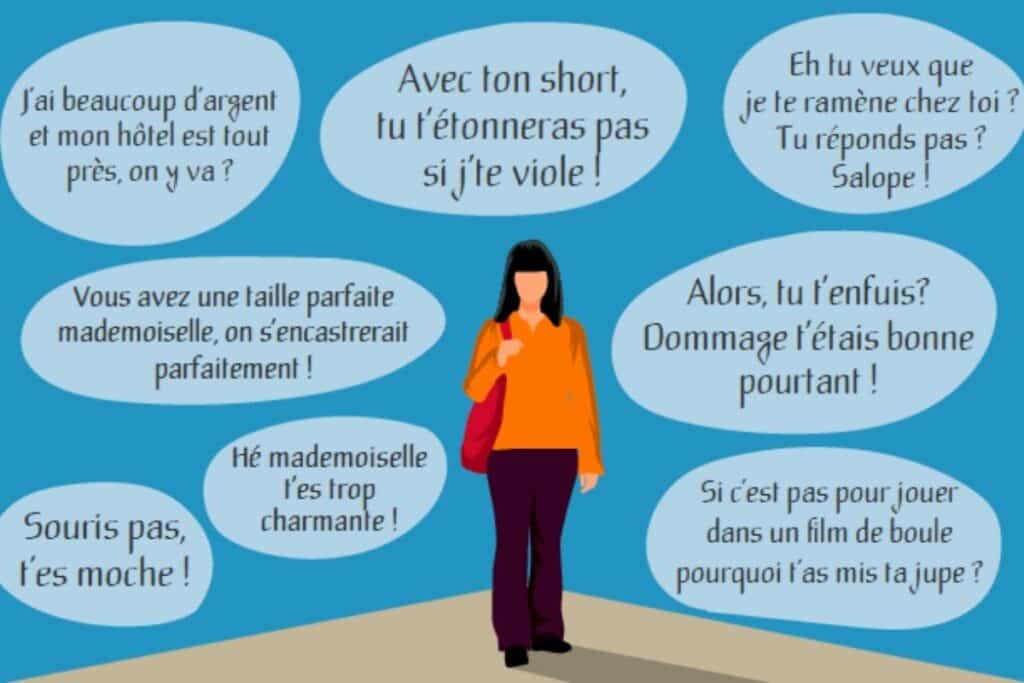 J'ai beaucoup d'argent
et mon hôtel est tout
près, on y va ?
Avec ton short,
tu t'étonneras pas
si j'te viole !
Eh tu veux que
je te ramène chez toi ?
Tu réponds pas ?
Salope !
Vous avez une taille parfaite
mademoiselle, on s'encastrerait
parfaitement !
Alors, tu t'enfuis?
Dommage t'étais bonne
pourtant !
Hé mademoiselle
t'es trop
charmante !
Souris pas,
t'es moche !
Si c'est pas pour jouer
dans un film de boule
pourquoi t'as mis ta jupe ?